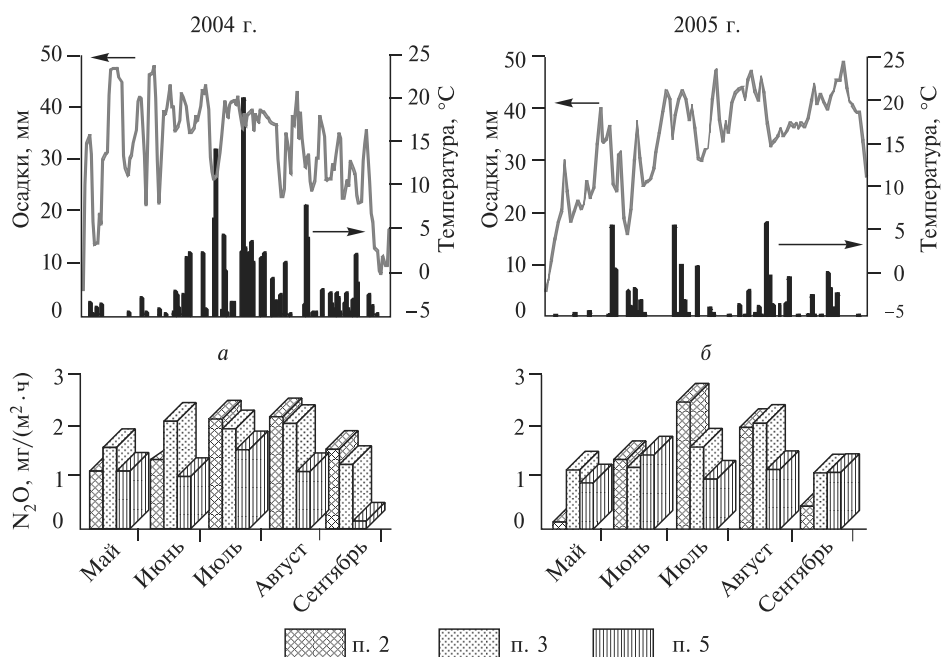 2004 г.
2005 г.
Осадки, мм
50
40
30
20
10
0
25
20
15
10
5
0
−5
Температура, °C
Осадки, мм
50
40
30
20
10
0
25
20
15
10
5
0
−5
Температура, °C
а
б
N₂O, мг/(м² · ч)
3
2
1
0
Май
Июнь
Июль
Август
Сентябрь
3
2
1
0
Май
Июнь
Июль
Август
Сентябрь
п. 2
п. 3
п. 5